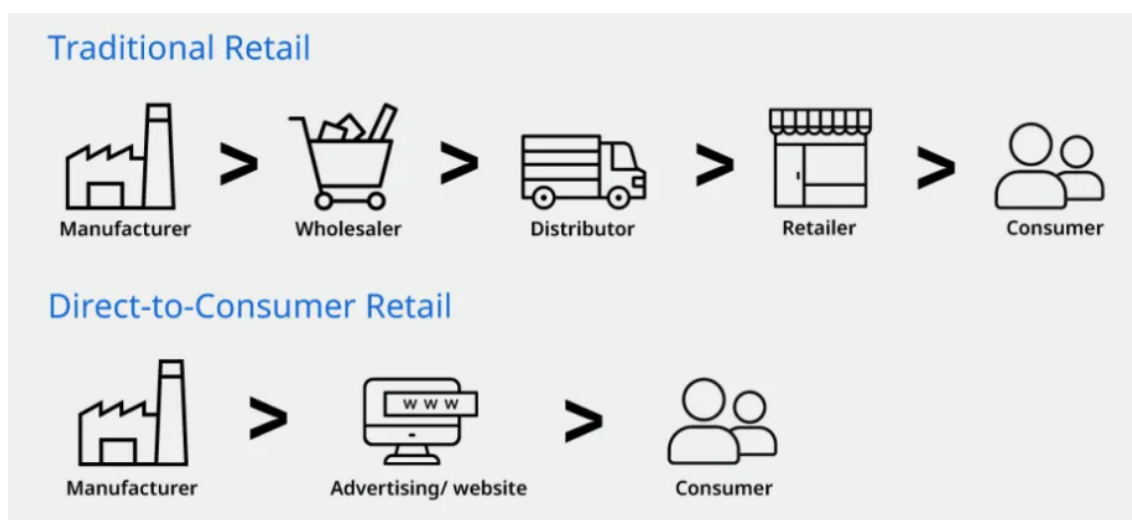 Traditional Retail
> > > >
Manufacturer Wholesaler Distributor Retailer Consumer
Direct-to-Consumer Retail
www
> >
Manufacturer Advertising/ website Consumer